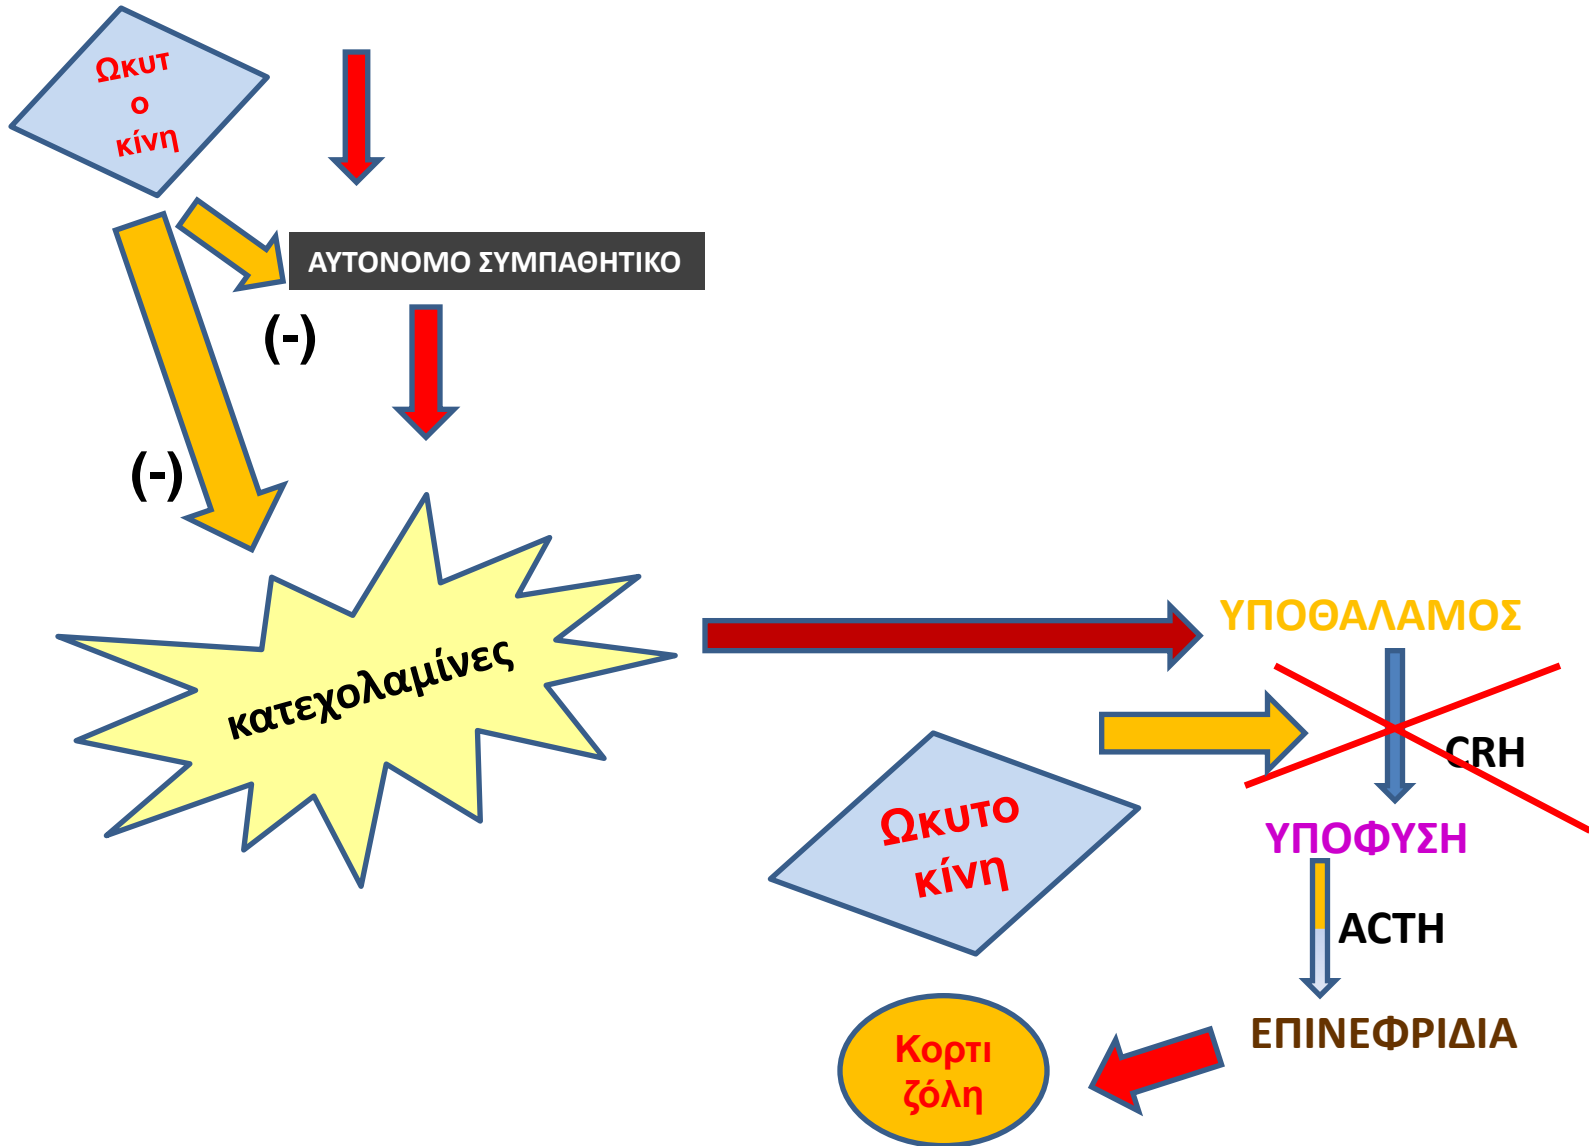 Ωκυτ
ο
κίνη
ΑΥΤΟΝΟΜΟ ΣΥΜΠΑΘΗΤΙΚΟ
(-)
(-)
κατεχολαμίνες
ΥΠΟΘΑΛΑΜΟΣ
CRH
Ωκυτο
κίνη
ΥΠΟΦΥΣΗ
ACTH
ΕΠΙΝΕΦΡΙΔΙΑ
Κορτι
ζόλη